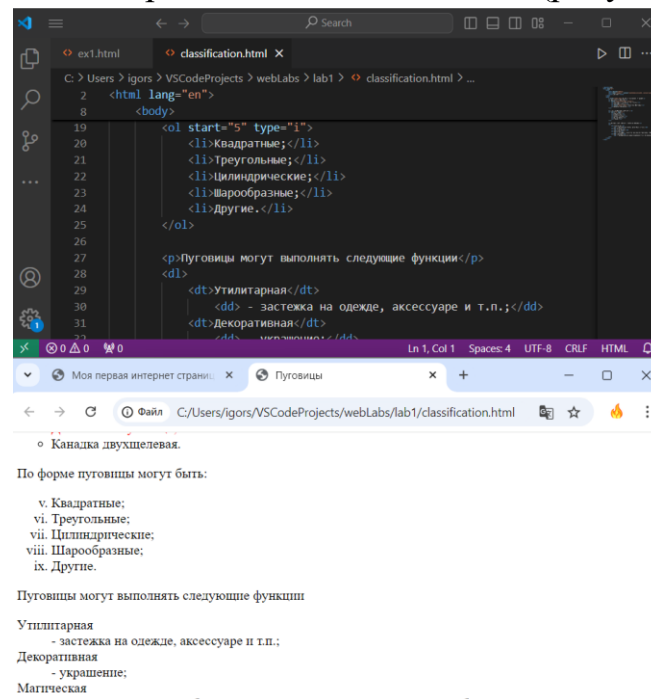 Search
ex1.html classification.html
C: > Users > igors > VSCodeProjects > webLabs > lab1 > classification.html > ...
2 <html lang="en">
8 <body>
19 <ol start="5" type="i">
20 <li>Квадратные;</li>
21 <li>Треугольные;</li>
22 <li>Цилиндрические;</li>
23 <li>Шарообразные;</li>
24 <li>Другие.</li>
25 </ol>
26
27 <p>Пуговицы могут выполнять следующие функции</p>
28 <dl>
29 <dt>Утилитарная</dt>
30 <dd> - застежка на одежде, аксессуаре и т.п.;</dd>
31 <dt>Декоративная</dt>
<dd> - украшение;</dd>
0 0 0 Ln 1, Col 1 Spaces: 4 UTF-8 CRLF HTML
Моя первая интернет страниц Пуговицы
Файл C:/Users/igors/VSCodeProjects/webLabs/lab1/classification.html
Канадка двухщелевая.
По форме пуговицы могут быть:
v. Квадратные;
vi. Треугольные;
vii. Цилиндрические;
viii. Шарообразные;
ix. Другие.
Пуговицы могут выполнять следующие функции
Утилитарная
- застежка на одежде, аксессуаре и т.п.;
Декоративная
- украшение;
Магическая